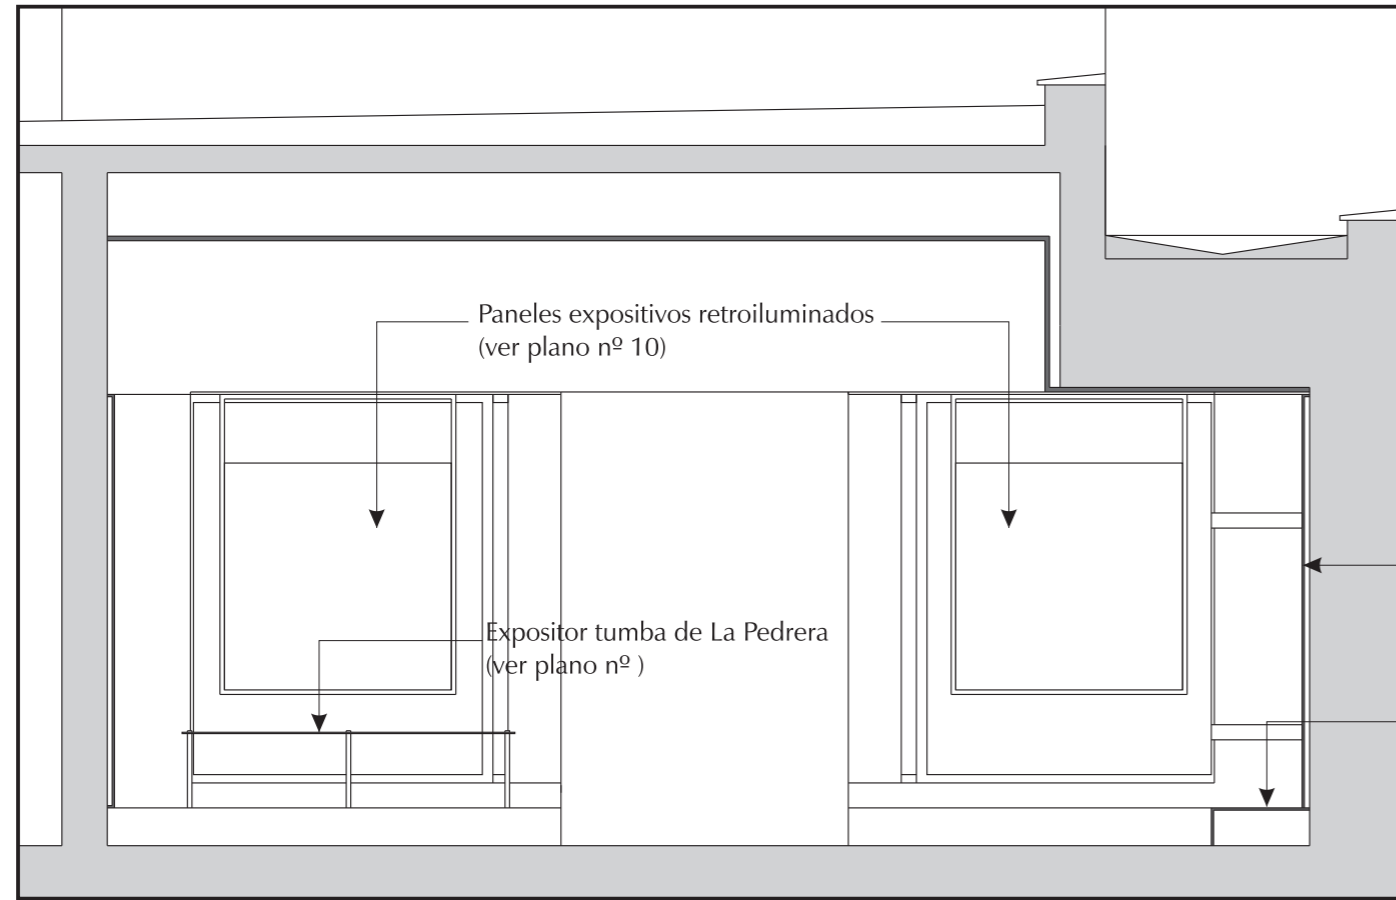 Paneles expositivos retroiluminados
(ver plano nº 10)
Expositor tumba de La Pedrera
(ver plano nº )